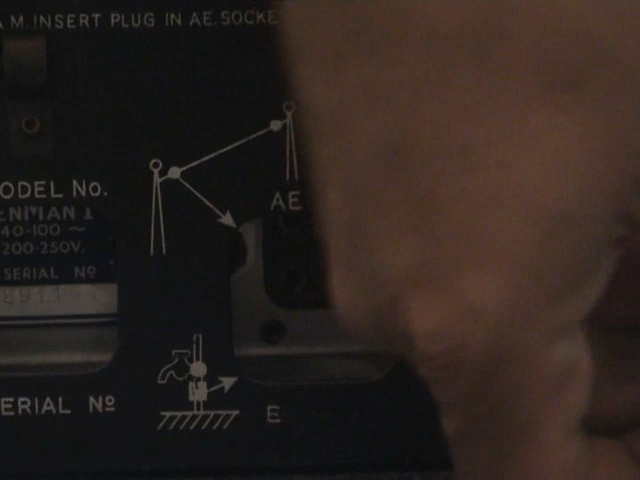 A M. INSERT PLUG IN AE. SOCKE
ODEL No.
AE
40-100 ~
200-250V.
SERIAL Nº
ERIAL Nº
E